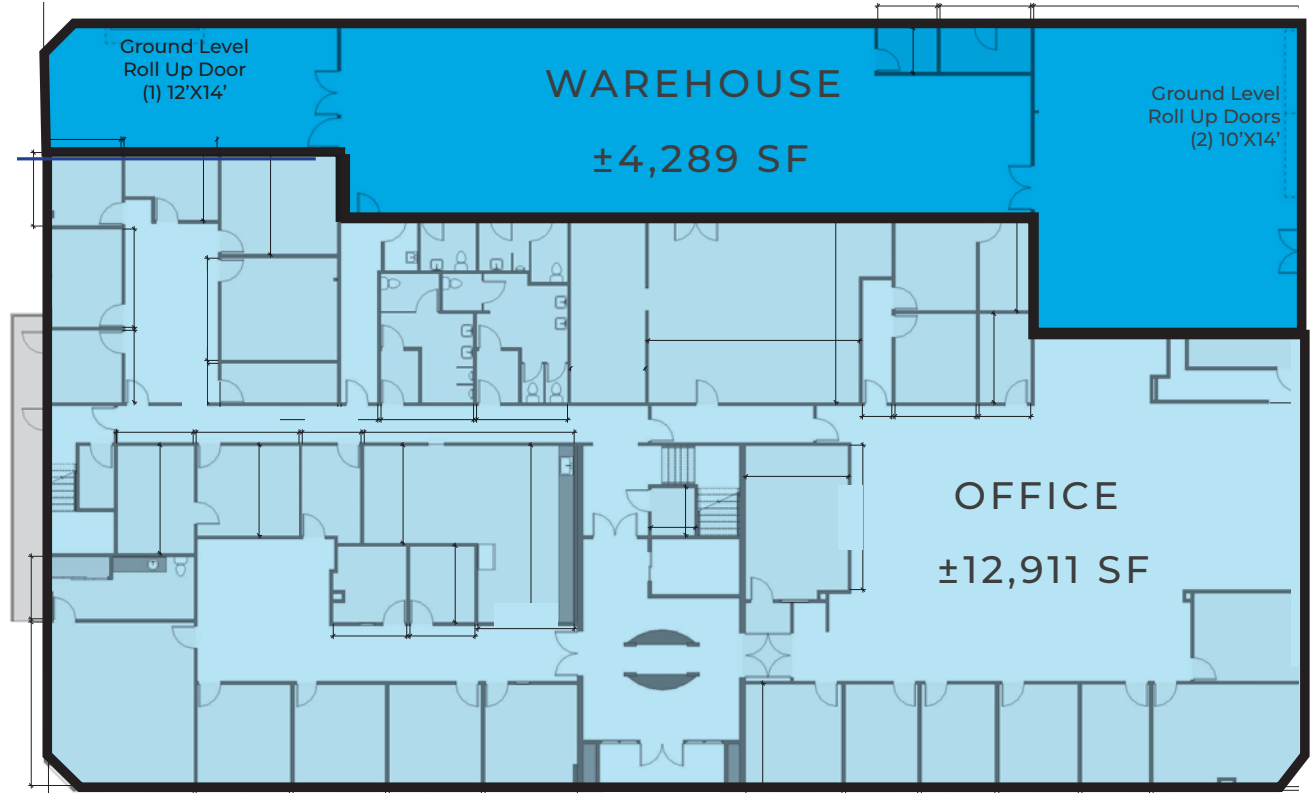 Ground Level
Roll Up Door
(1) 12'X14'
WAREHOUSE
±4,289 SF
Ground Level
Roll Up Doors
(2) 10'X14'
OFFICE
±12,911 SF